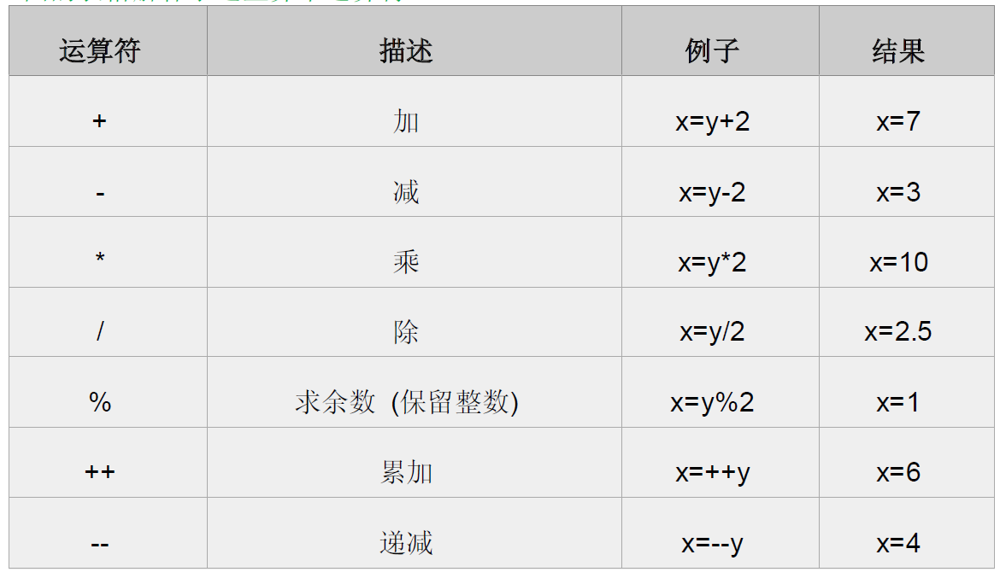 运算符 描述 例子 结果
+ 加 x=y+2 x=7
- 减 x=y-2 x=3
* 乘 x=y*2 x=10
/ 除 x=y/2 x=2.5
% 求余数 (保留整数) x=y%2 x=1
++ 累加 x=++y x=6
-- 递减 x=--y x=4